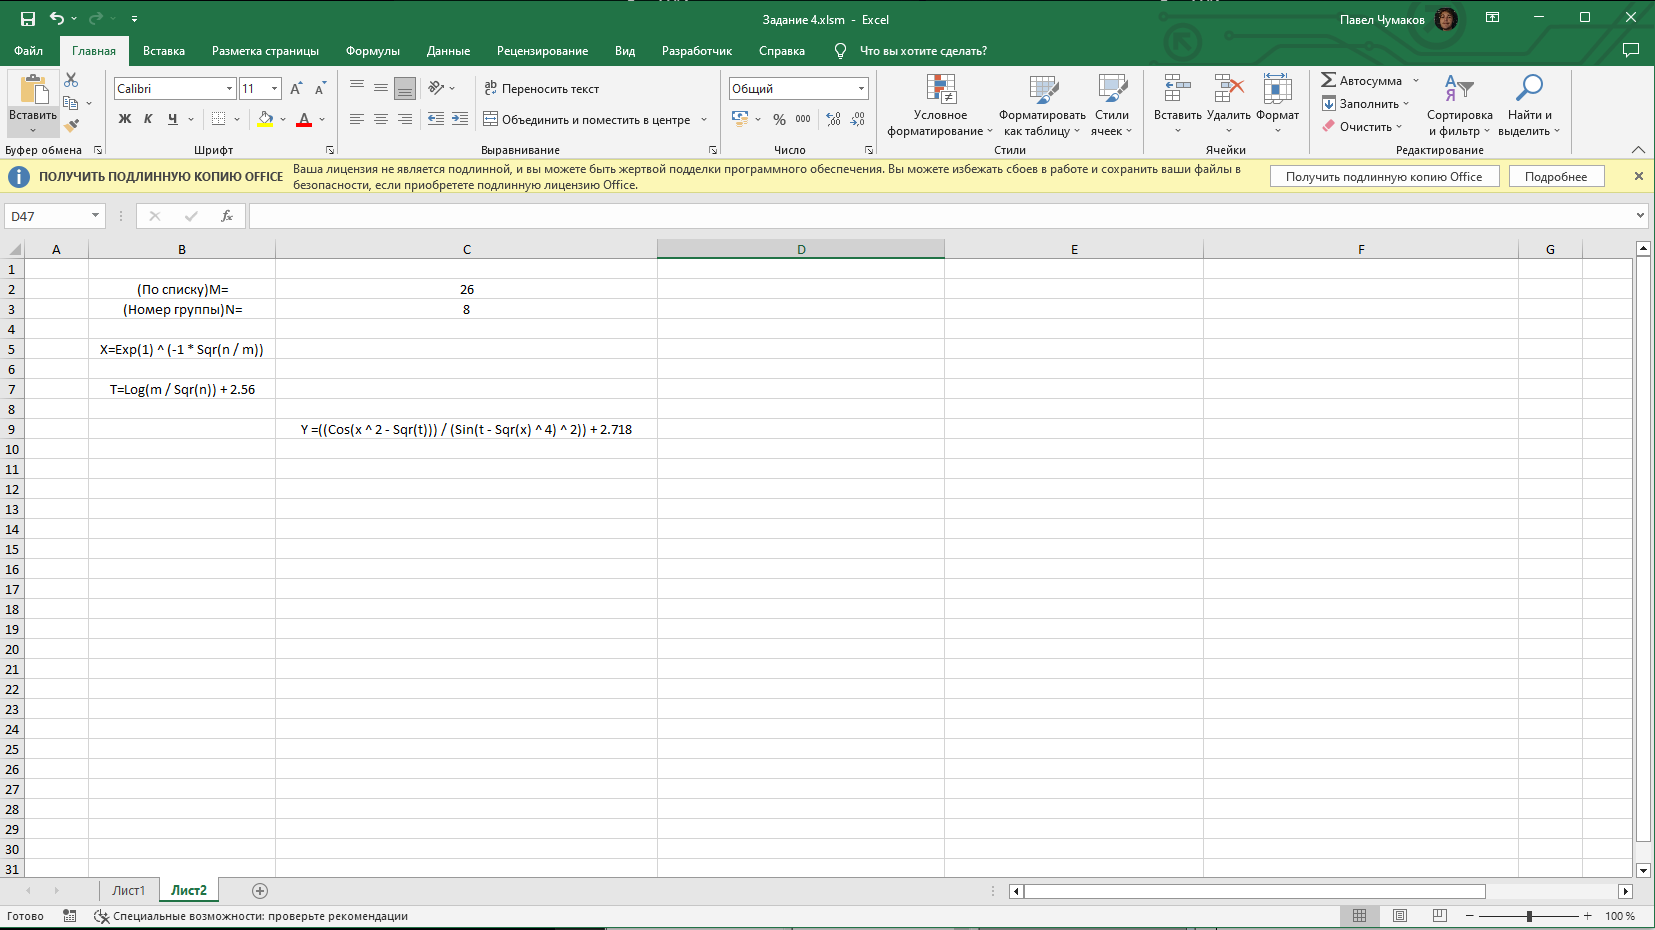 Задание 4.xlsm - Excel
Павел Чумаков
Файл Главная Вставка Разметка страницы Формулы Данные Рецензирование Вид Разработчик Справка Что вы хотите сделать?
Вставить
Буфер обмена
Calibri 11
Ж К Ч
Шрифт
Переносить текст
Объединить и поместить в центре
Выравнивание
Общий
% 000
Число
Условное форматирование
Форматировать как таблицу
Стили ячеек
Стили
Вставить Удалить Формат
Ячейки
Автосумма
Заполнить
Очистить
Сортировка и фильтр
Найти и выделить
Редактирование
ПОЛУЧИТЬ ПОДЛИННУЮ КОПИЮ OFFICE
Ваша лицензия не является подлинной, и вы можете быть жертвой подделки программного обеспечения. Вы можете избежать сбоев в работе и сохранить ваши файлы в
безопасности, если приобретете подлинную лицензию Office.
Получить подлинную копию Office
Подробнее
D47
fx
A B C D E F G
1
2 (По списку)M= 26
3 (Номер группы)N= 8
4
5 X=Exp(1) ^ (-1 * Sqr(n / m))
6
7 T=Log(m / Sqr(n)) + 2.56
8
9 Y =((Cos(x ^ 2 - Sqr(t))) / (Sin(t - Sqr(x) ^ 4) ^ 2)) + 2.718
10
11
12
13
14
15
16
17
18
19
20
21
22
23
24
25
26
27
28
29
30
31
Лист1 Лист2
Готово
Специальные возможности: проверьте рекомендации
100 %